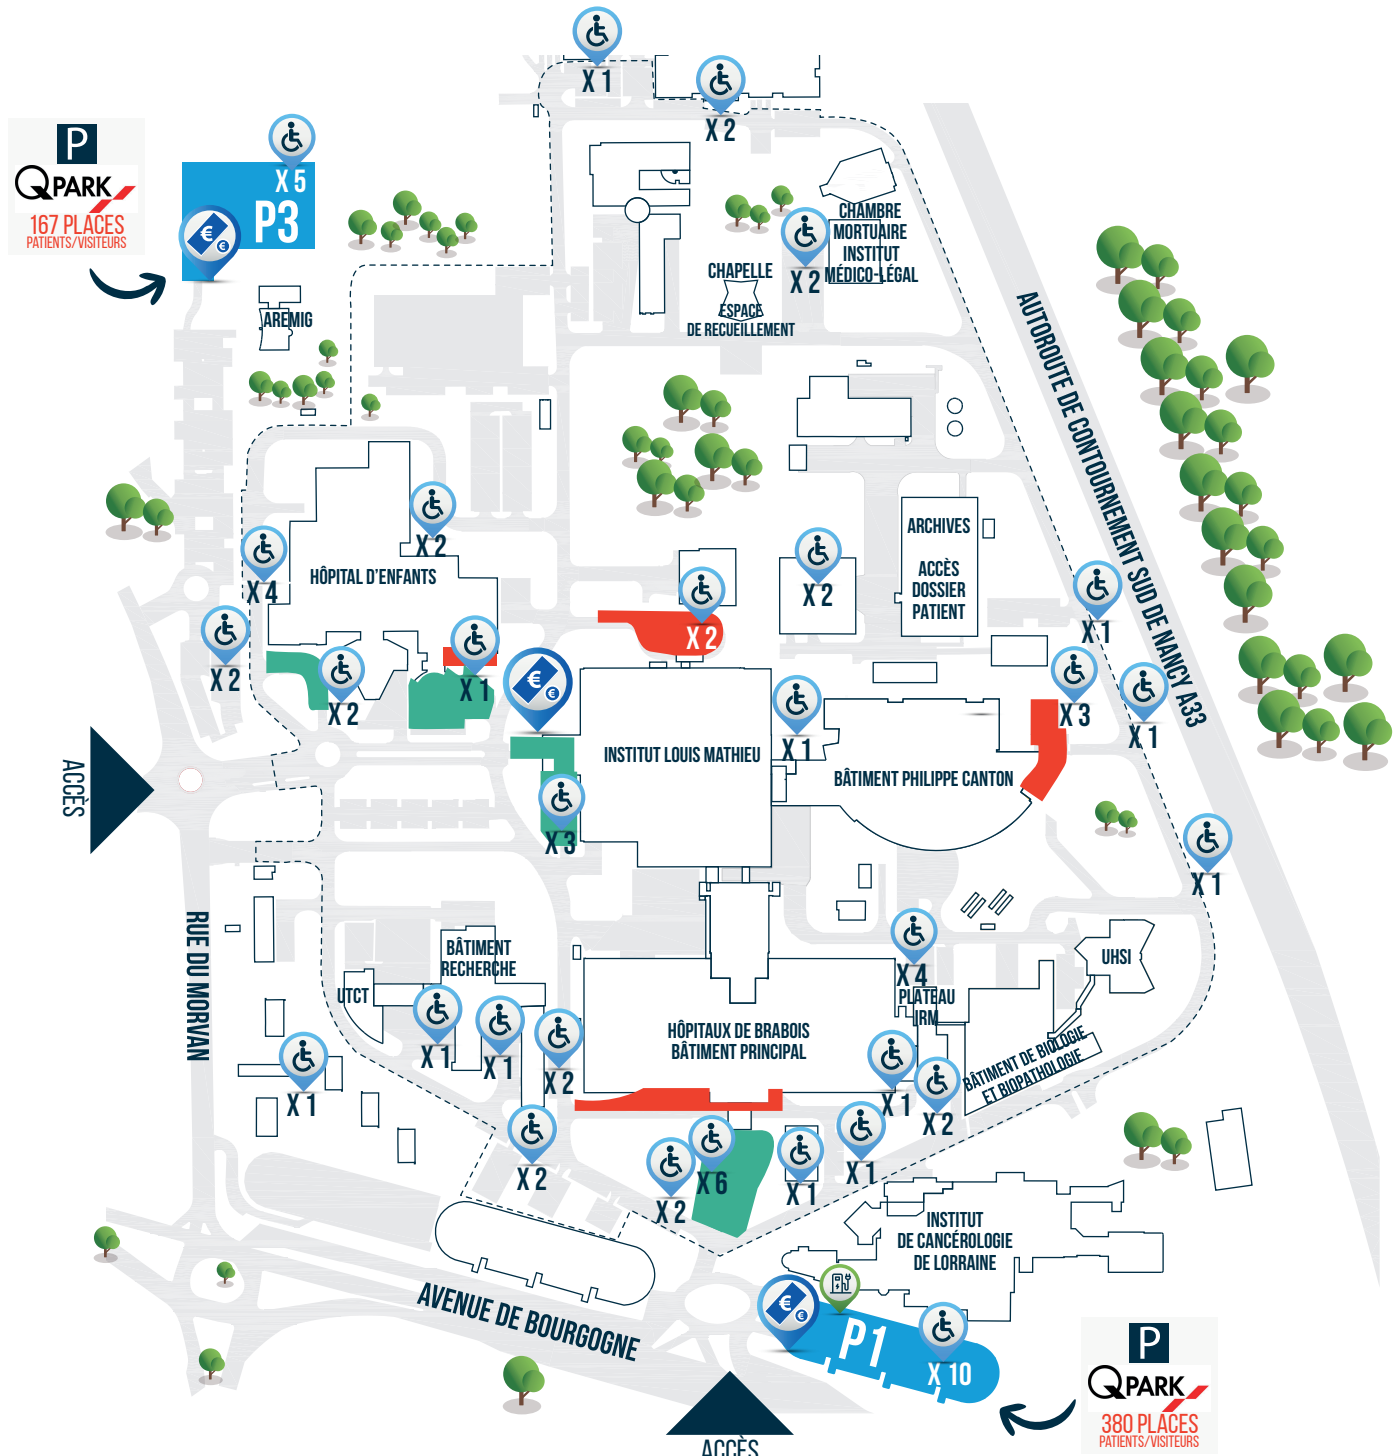 X 1
X 2
P
QPARK
167 PLACES
PATIENTS/VISITEURS
X 5
P3
€
€
CHAMBRE
MORTUAIRE
INSTITUT
MÉDICO-LÉGAL
X 2
CHAPELLE
ESPACE
DE RECUEILLEMENT
AREMIG
AUTOROUTE DE CONTOURNEMENT SUD DE NANCY A33
ARCHIVES
ACCÈS
DOSSIER
PATIENT
X 2
X 4
HÔPITAL D'ENFANTS
X 2
X 2
X 1
X 2
X 2
X 1
€
€
X 3
X 1
X 1
INSTITUT LOUIS MATHIEU
BÂTIMENT PHILIPPE CANTON
ACCÈS
X 3
X 1
RUE DU MORVAN
BÂTIMENT
RECHERCHE
UTCT
X 4
PLATEAU
IRM
UHSI
HÔPITAUX DE BRABOIS
BÂTIMENT PRINCIPAL
BÂTIMENT DE BIOLOGIE
ET BIOPATHOLOGIE
X 1
X 1
X 2
X 1
X 1
X 2
X 2
X 2
X 6
X 1
X 1
INSTITUT
DE CANCÉROLOGIE
DE LORRAINE
AVENUE DE BOURGOGNE
€
€
P1
X 10
P
QPARK
380 PLACES
PATIENTS/VISITEURS
ACCÈS